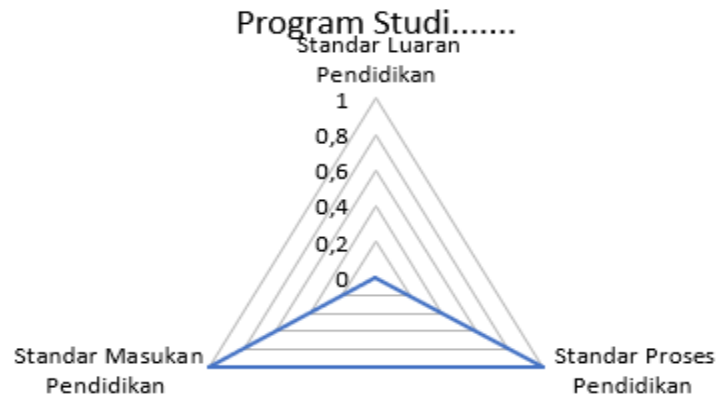 Program Studi.......
Standar Luaran
Pendidikan
1
0,8
0,6
0,4
0,2
0
Standar Masukan
Pendidikan
Standar Proses
Pendidikan